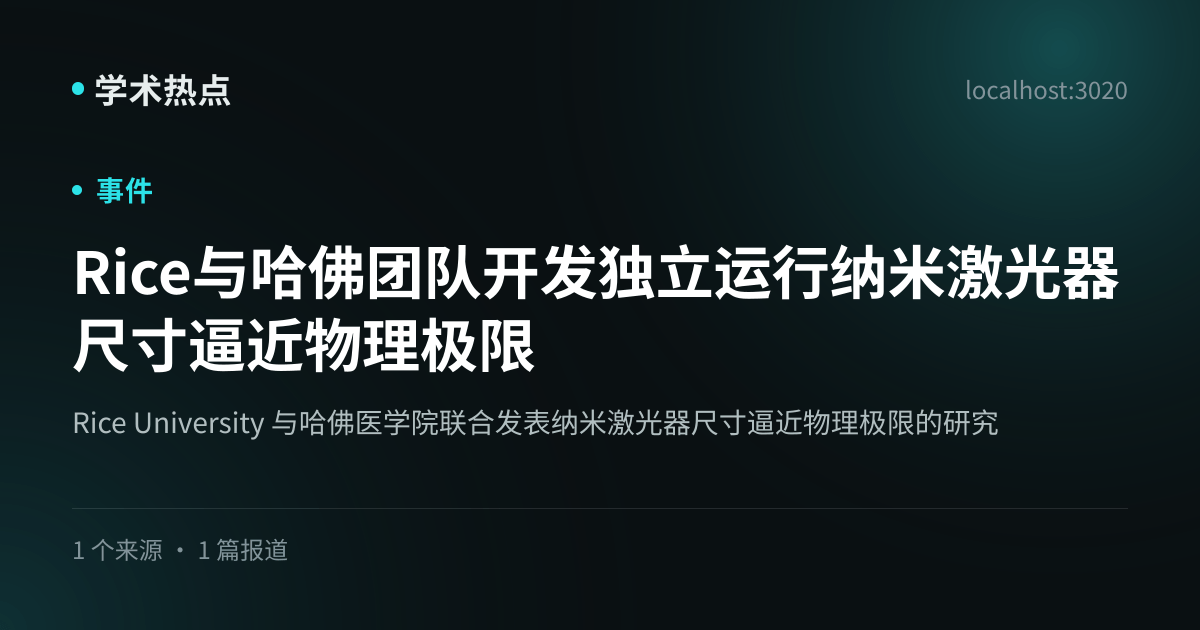 学术热点
localhost:3020
事件
Rice与哈佛团队开发独立运行纳米激光器
尺寸逼近物理极限
Rice University 与哈佛医学院联合发表纳米激光器尺寸逼近物理极限的研究
1 个来源 · 1 篇报道